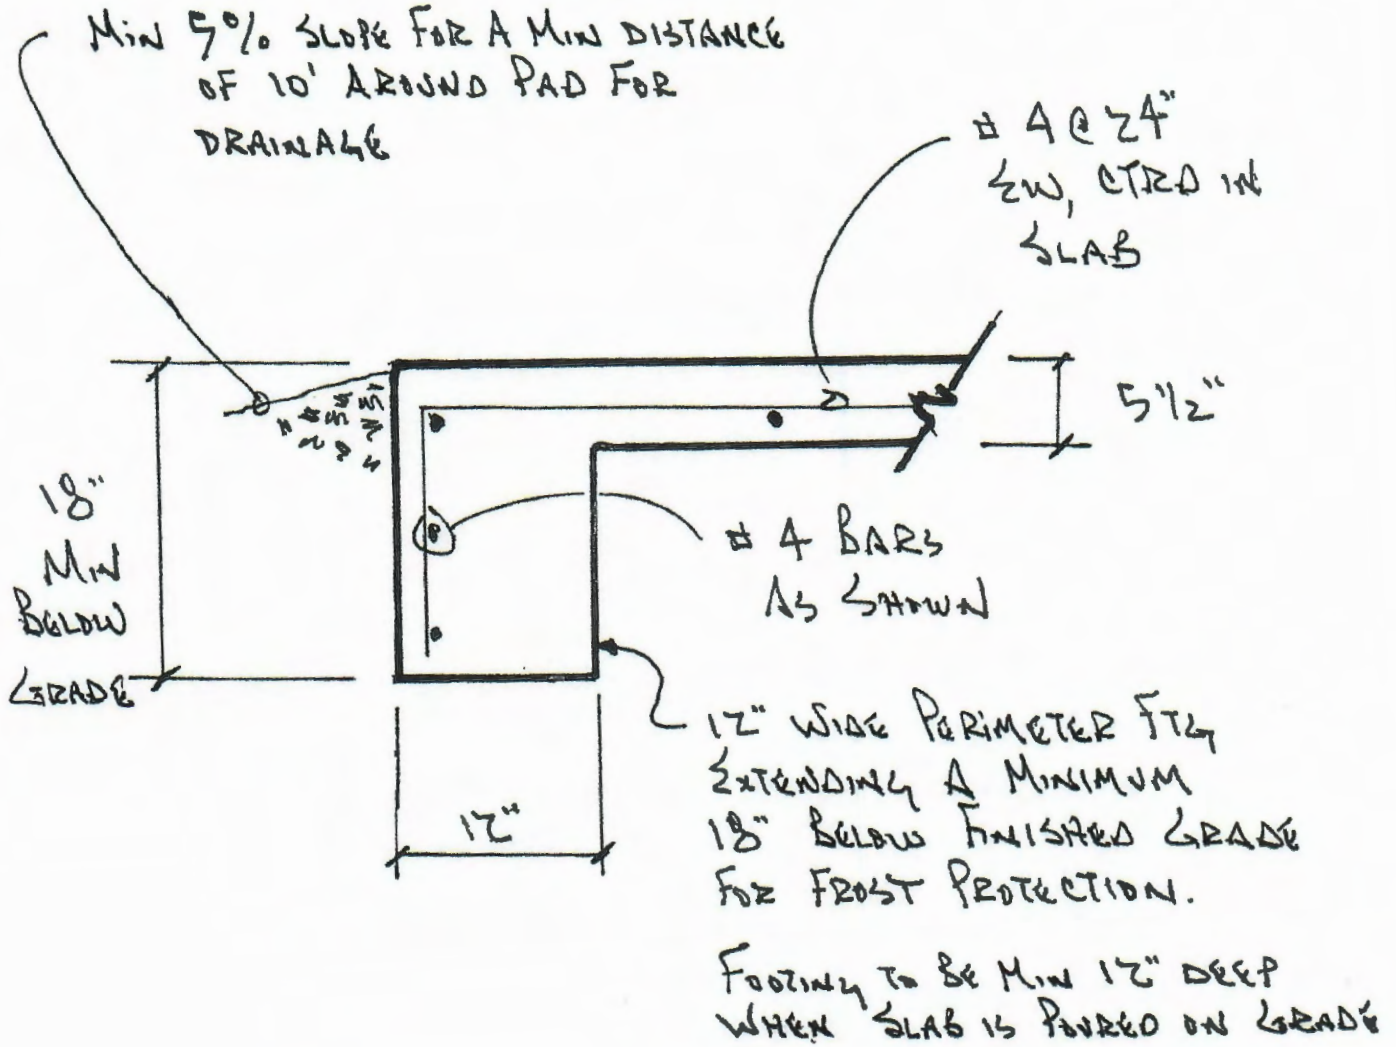 MIN 5% SLOPE FOR A MIN DISTANCE
OF 10' AROUND PAD FOR
DRAINAGE
# 4 @ 24"
EW, CTRD IN
SLAB
5 1/2"
18"
MIN
BELOW
GRADE
# 4 BARS
AS SHOWN
12"
12" WIDE PERIMETER FTG
EXTENDING A MINIMUM
18" BELOW FINISHED GRADE
FOR FROST PROTECTION.
FOOTING TO BE MIN 12" DEEP
WHEN SLAB IS POURED ON GRADE